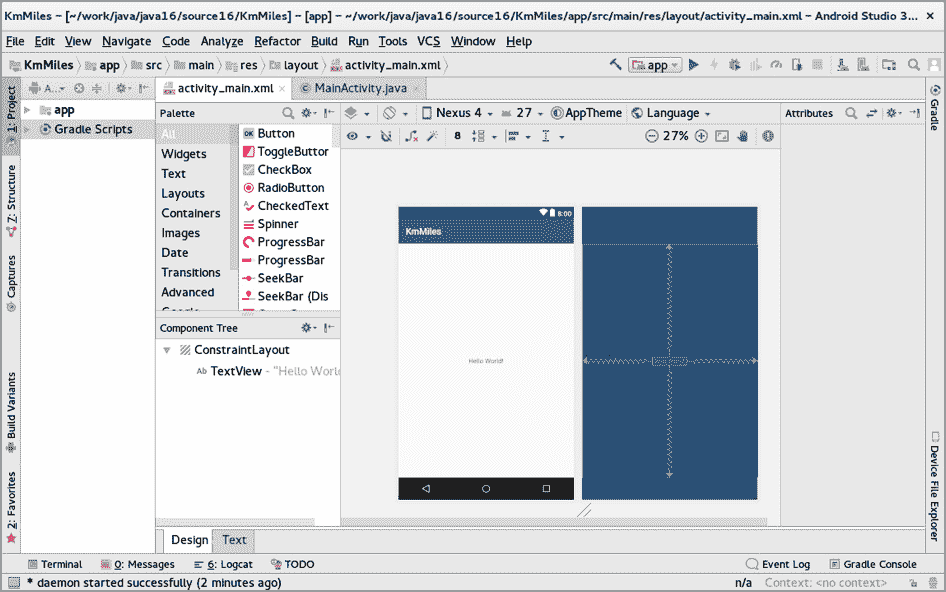 KmMiles [~/work/java/java16/source16/KmMiles] - [app] - ~/work/java/java16/source16/KmMiles/app/src/main/res/layout/activity_main.xml - Android Studio 3...
File Edit View Navigate Code Analyze Refactor Build Run Tools VCS Window Help
KmMiles app src main res layout activity_main.xml app
1: Project
Z: Structure
Captures
Build Variants
2: Favorites
A...
app
Gradle Scripts
activity_main.xml MainActivity.java
Palette
All
Widgets
Text
Layouts
Containers
Images
Date
Transitions
Advanced
Google
Button
ToggleButtor
CheckBox
RadioButton
CheckedText
Spinner
ProgressBar
ProgressBar
SeekBar
SeekBar (Dis
Component Tree
ConstraintLayout
Ab TextView - "Hello World
Nexus 4 27 AppTheme Language
8 27%
8:00
KmMiles
Hello World!
Attributes
Gradle
Device File Explorer
Design Text
Terminal 0: Messages 6: Logcat TODO Event Log Gradle Console
* daemon started successfully (2 minutes ago) n/a Context: <no context>